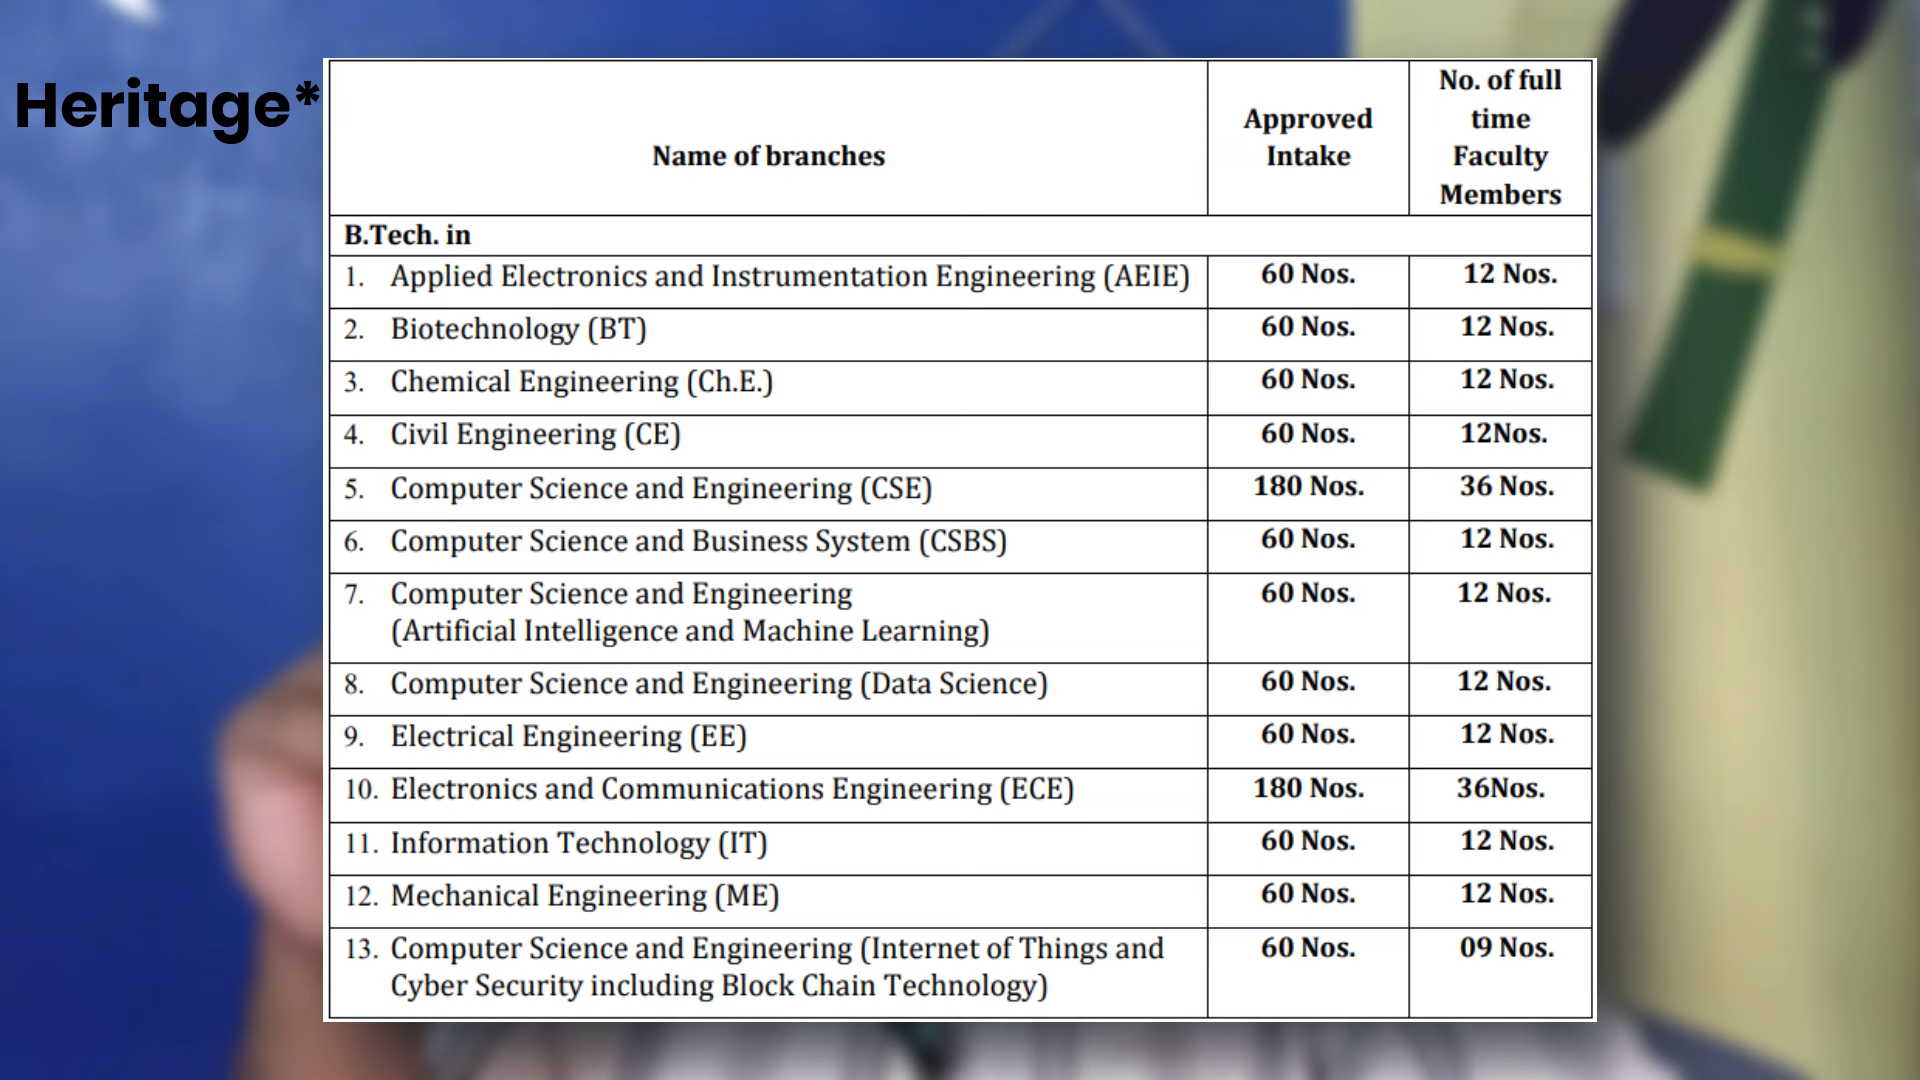 Heritage*
Name of branches Approved Intake No. of full time Faculty Members
B.Tech. in
1. Applied Electronics and Instrumentation Engineering (AEIE) 60 Nos. 12 Nos.
2. Biotechnology (BT) 60 Nos. 12 Nos.
3. Chemical Engineering (Ch.E.) 60 Nos. 12 Nos.
4. Civil Engineering (CE) 60 Nos. 12Nos.
5. Computer Science and Engineering (CSE) 180 Nos. 36 Nos.
6. Computer Science and Business System (CSBS) 60 Nos. 12 Nos.
7. Computer Science and Engineering 60 Nos. 12 Nos.
(Artificial Intelligence and Machine Learning)
8. Computer Science and Engineering (Data Science) 60 Nos. 12 Nos.
9. Electrical Engineering (EE) 60 Nos. 12 Nos.
10. Electronics and Communications Engineering (ECE) 180 Nos. 36Nos.
11. Information Technology (IT) 60 Nos. 12 Nos.
12. Mechanical Engineering (ME) 60 Nos. 12 Nos.
13. Computer Science and Engineering (Internet of Things and 60 Nos. 09 Nos.
Cyber Security including Block Chain Technology)